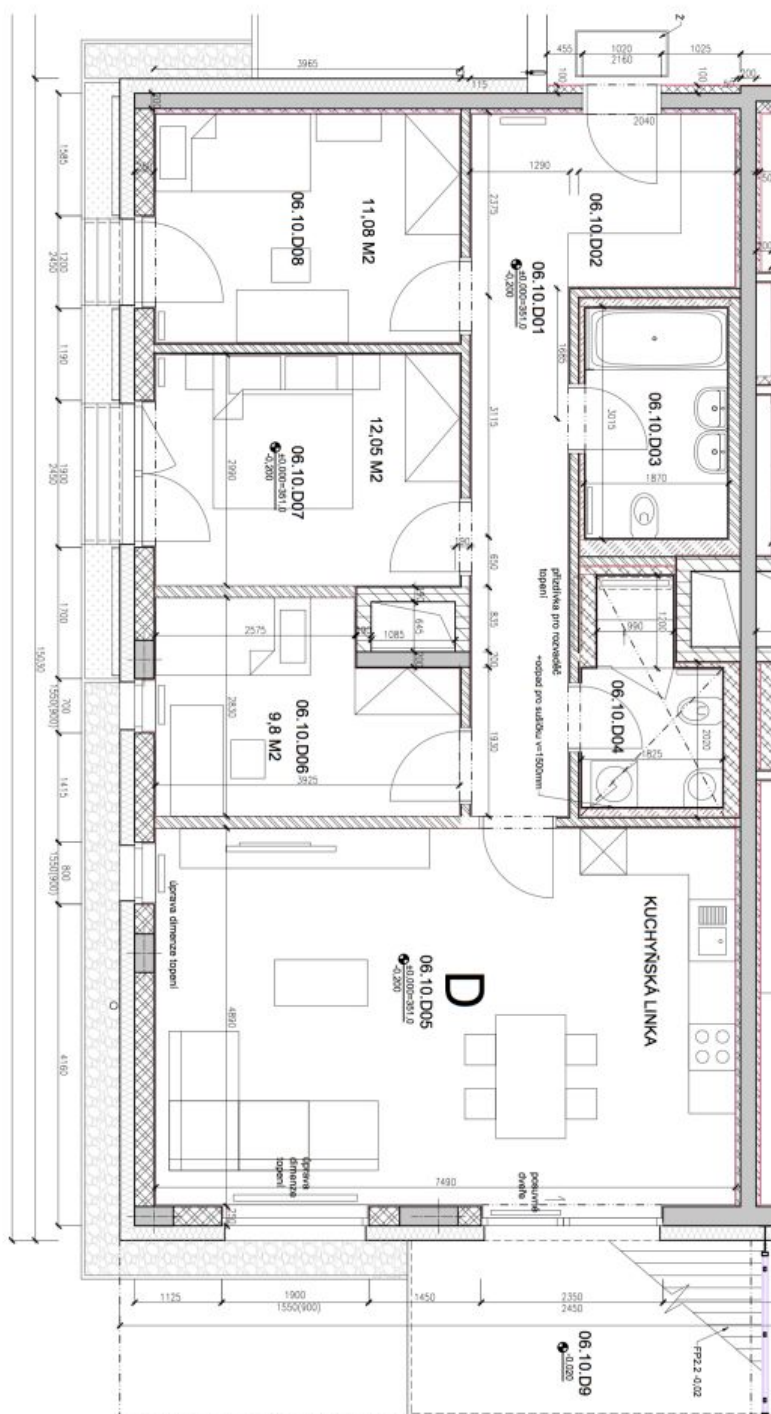 3965
115
455
1020
2160
1025
2
100
100
200
2040
1290
1585
1200
2450
1190
1900
2450
1700
700
1550(900)
1415
800
1550(900)
4160
15030
06.10.D08
11,08 M2
2375
06.10.D02
06.10.D01
±0,000=351,0
-0,200
1685
06.10.D03
3015
1870
3115
12,05 M2
06.10.D07
±0,000=351,0
-0,200
2990
650
835
200
1930
přizdívka pro rozvaděč
topení
+odpad pro sušičku v=1500mm
2575
1085
645
1200
990
06.10.D04
2020
1825
06.10.D06
9,8 M2
2830
3925
úprava dimenze topení
KUCHYŇSKÁ LINKA
D
06.10.D05
±0,000=351,0
-0,200
4890
úprava
dimenze
topení
7490
posuvné
dveře
250
1125
1900
1550(900)
1450
2350
2450
06.10.D9
-0.020
FP2.2 -0,02